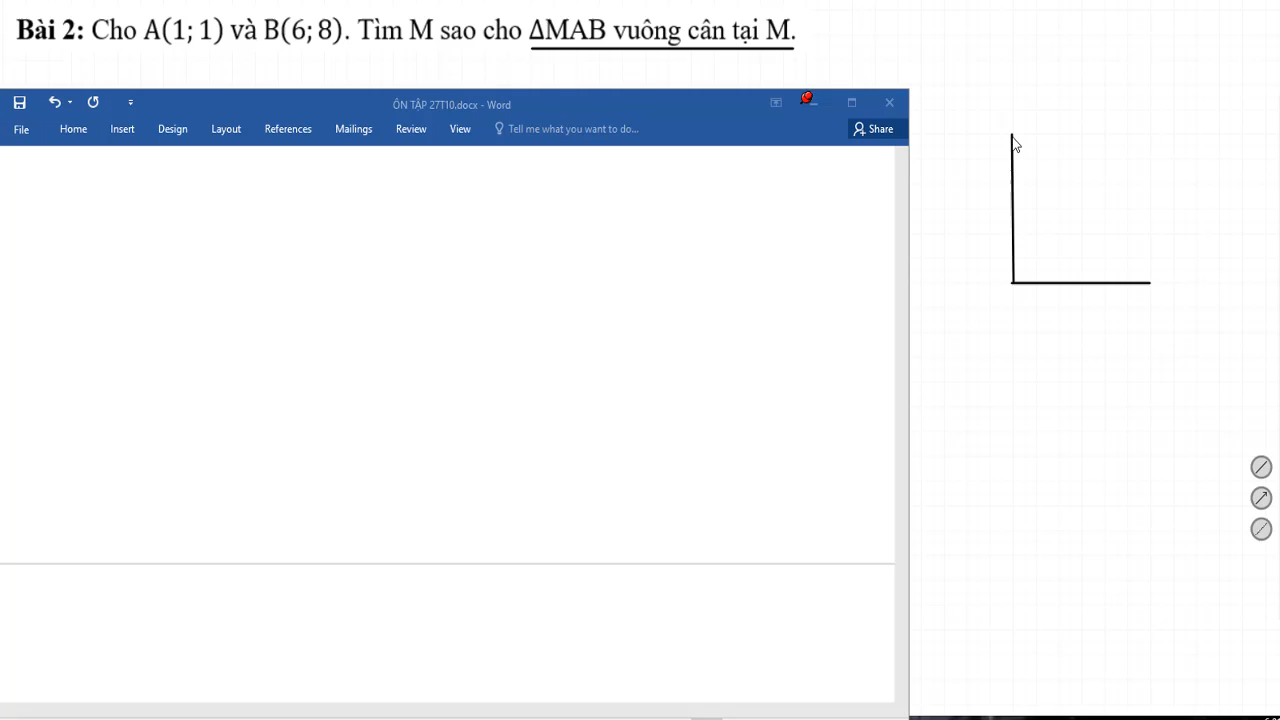 Bài 2: Cho A(1; 1) và B(6; 8). Tìm M sao cho ΔMAB vuông cân tại M.
ÔN TẬP 27T10.docx - Word
File Home Insert Design Layout References Mailings Review View Tell me what you want to do... Share